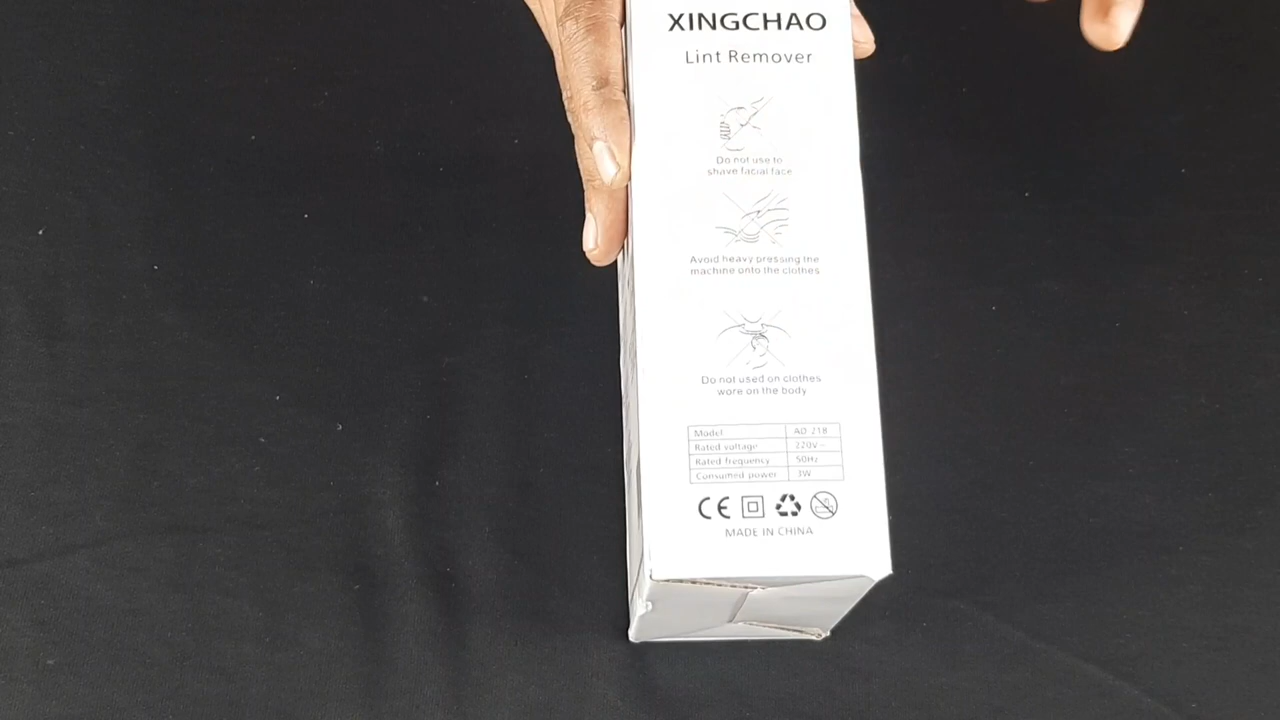 XINGCHAO
Lint Remover
Do not use to
shave facial face
Avoid heavy pressing the
machine onto the clothes
Do not used on clothes
wore on the body
Model AD 218
Rated voltage 220V~
Rated frequency 50Hz
Consumed power 3W
CE
MADE IN CHINA